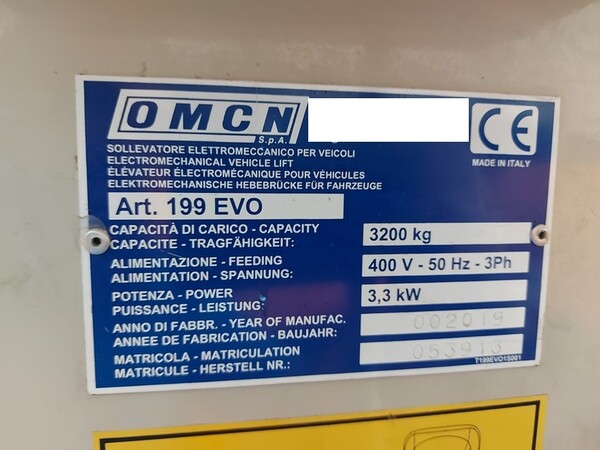 OMCN
S.p.A.
CE
MADE IN ITALY
SOLLEVATORE ELETTROMECCANICO PER VEICOLI
ELECTROMECHANICAL VEHICLE LIFT
ÉLÉVATEUR ÉLECTROMÉCANIQUE POUR VÉHICULES
ELEKTROMECHANISCHE HEBEBRÜCKE FÜR FAHRZEUGE
Art. 199 EVO
CAPACITÀ DI CARICO - CAPACITY
CAPACITE - TRAGFÄHIGKEIT:
3200 kg
ALIMENTAZIONE - FEEDING
ALIMENTATION - SPANNUNG:
400 V - 50 Hz - 3Ph
POTENZA - POWER
PUISSANCE - LEISTUNG:
3,3 kW
ANNO DI FABBR. - YEAR OF MANUFAC.
ANNEE DE FABRICATION - BAUJAHR:
002019
MATRICOLA - MATRICULATION
MATRICULE - HERSTELL NR.:
053913
T199EVO1S001